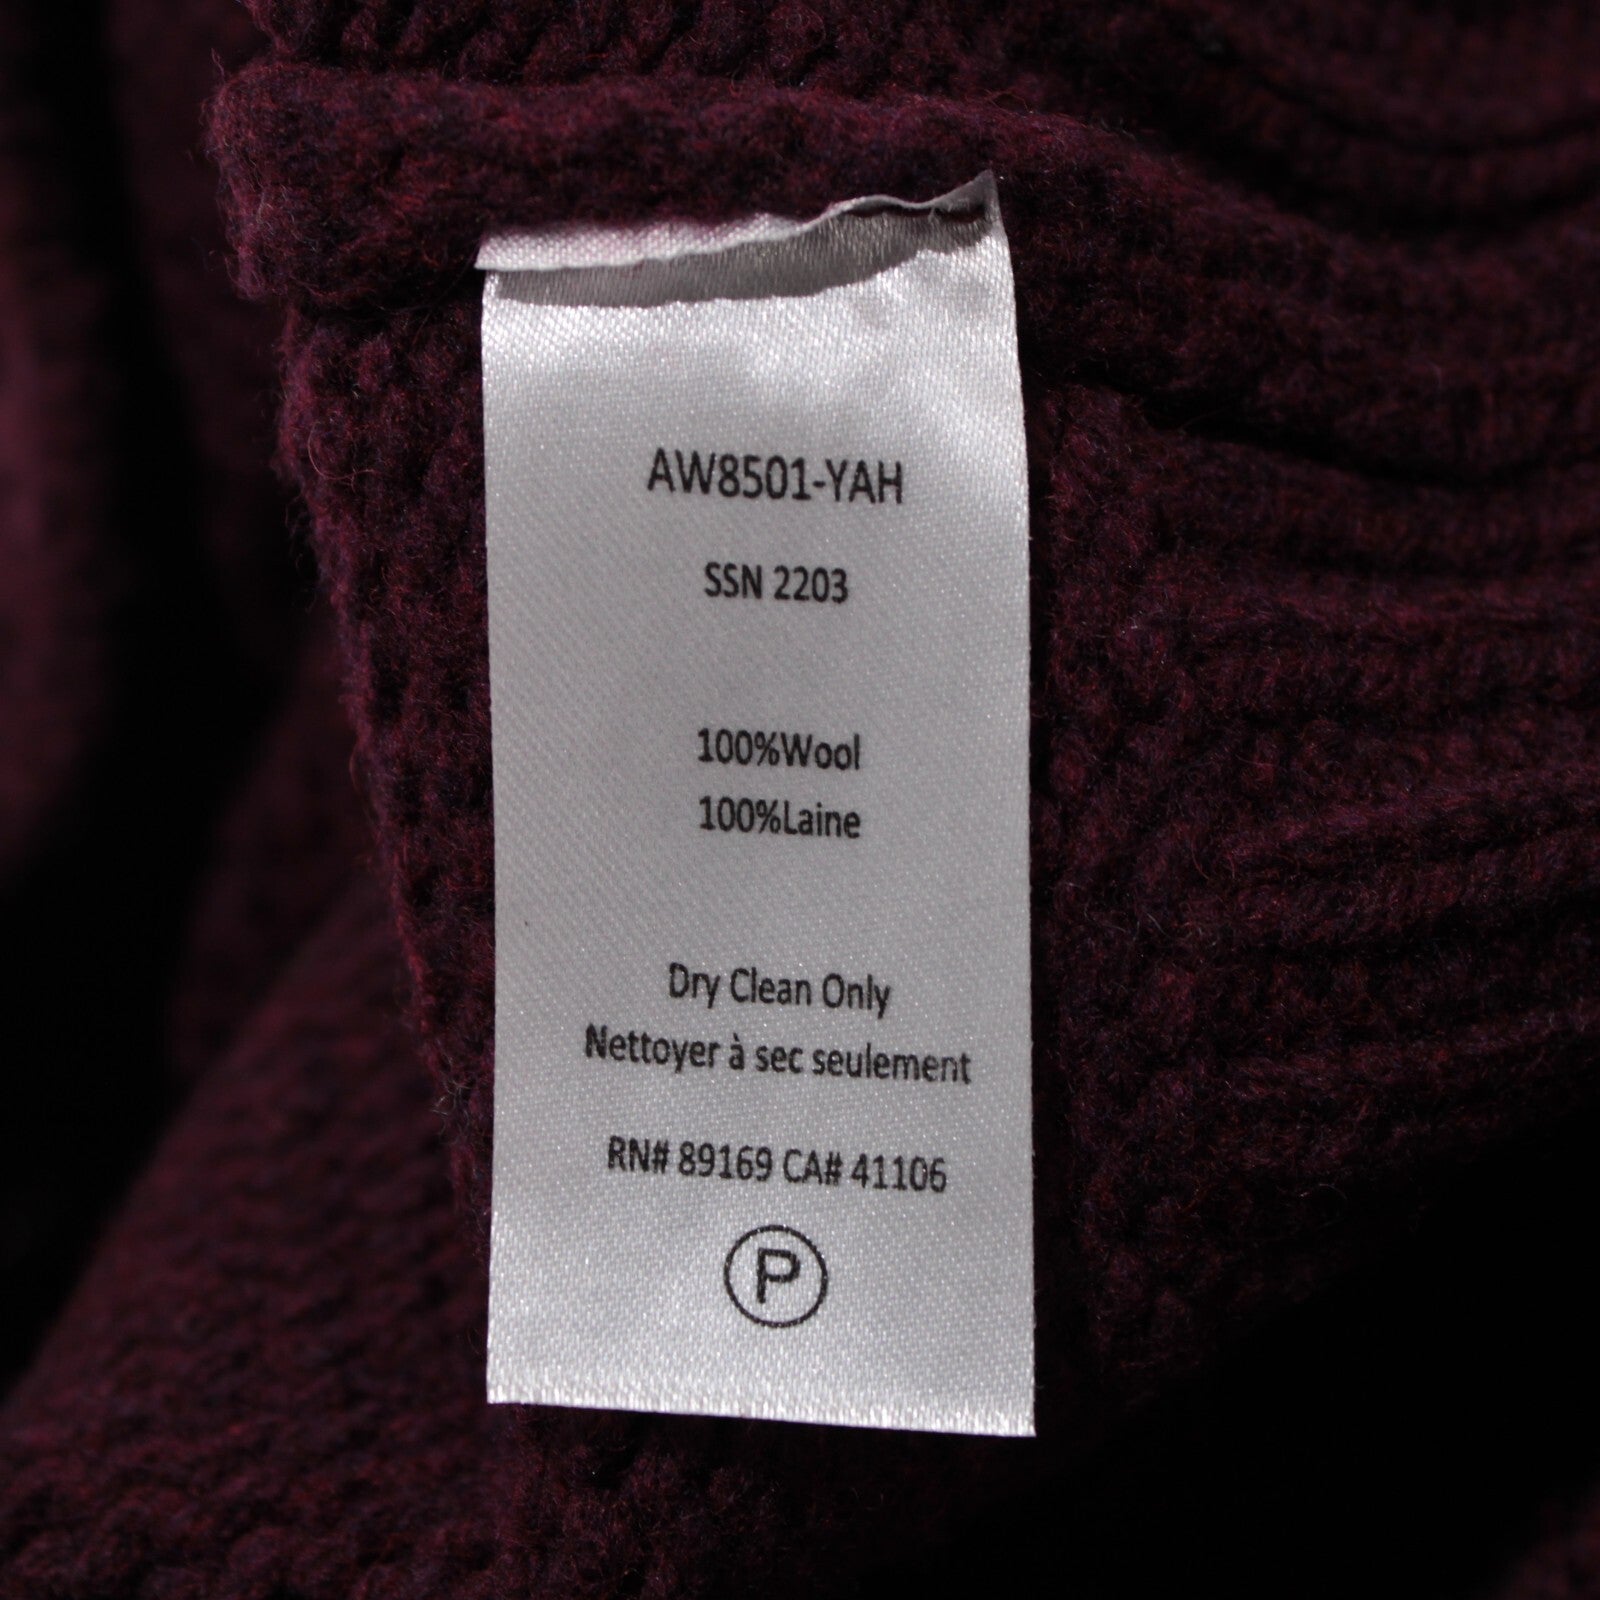 AW8501-YAH
SSN 2203
100%Wool
100%Laine
Dry Clean Only
Nettoyer à sec seulement
RN# 89169 CA# 41106
P